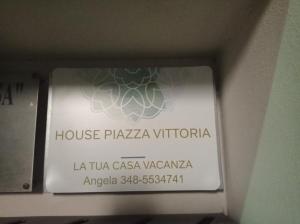 A"
HOUSE PIAZZA VITTORIA
LA TUA CASA VACANZA
Angela 348-5534741